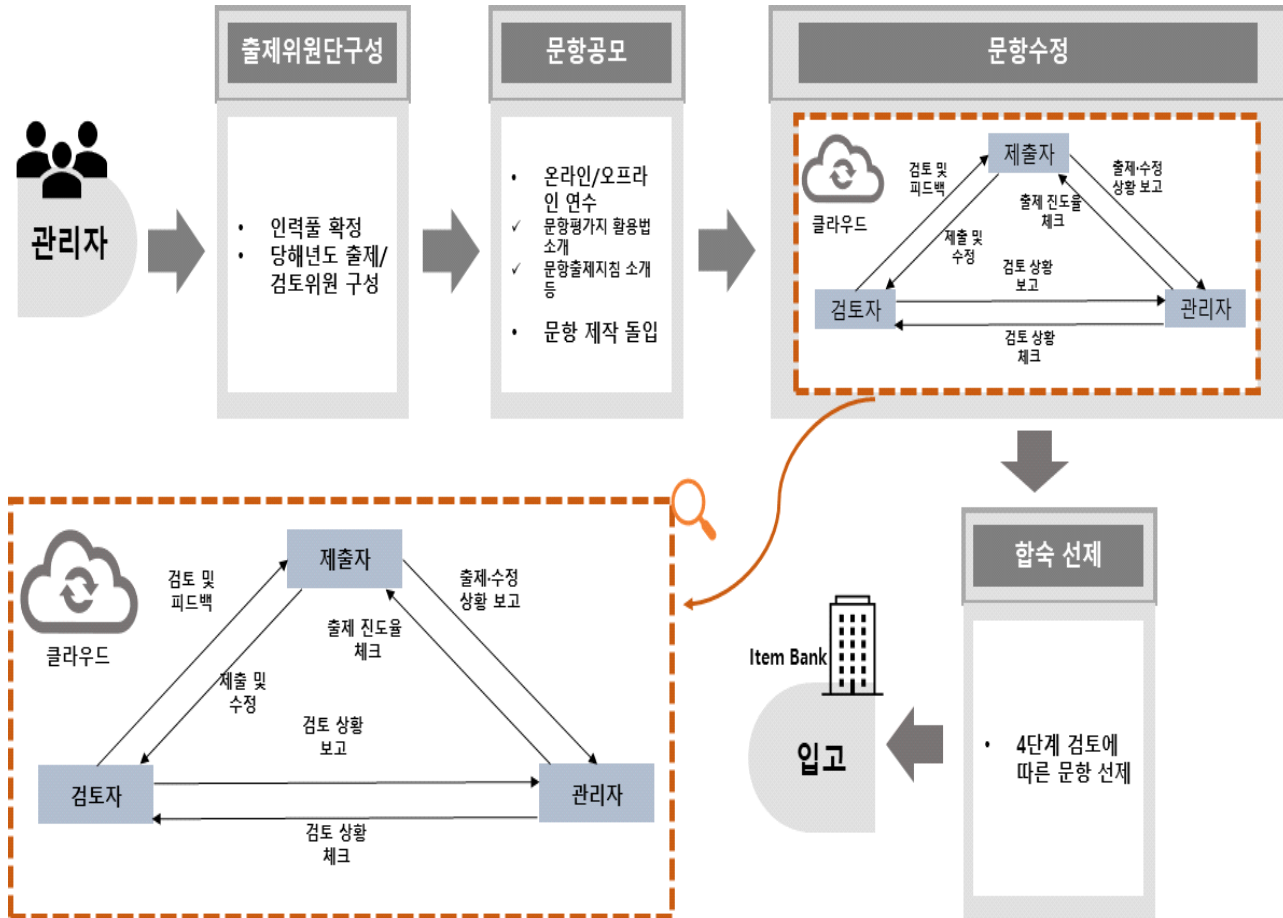 관리자
출제위원단구성
• 인력풀 확정
• 당해년도 출제/
검토위원 구성
문항공모
• 온라인/오프라
인 연수
✓ 문항평가지 활용법
소개
✓ 문항출제지침 소개
등
• 문항 제작 돌입
문항수정
클라우드
제출자
검토 및
피드백
출제·수정
상황 보고
출제 진도율
체크
제출 및
수정
검토 상황
보고
검토자
관리자
검토 상황
체크
클라우드
제출자
검토 및
피드백
출제·수정
상황 보고
출제 진도율
체크
제출 및
수정
검토 상황
보고
검토자
관리자
검토 상황
체크
합숙 선제
• 4단계 검토에
따른 문항 선제
Item Bank
입고